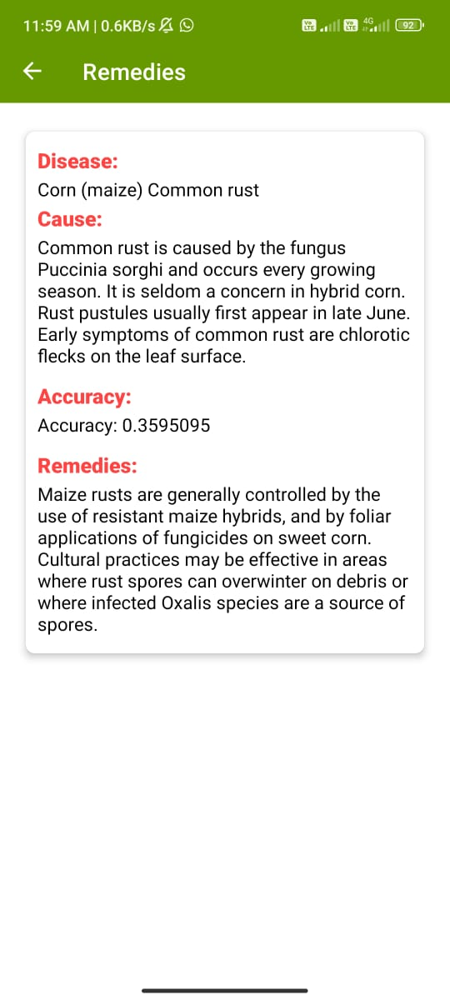 11:59 AM | 0.6KB/s
Vo LTE Vo LTE 4G 92
Remedies
Disease:
Corn (maize) Common rust
Cause:
Common rust is caused by the fungus
Puccinia sorghi and occurs every growing
season. It is seldom a concern in hybrid corn.
Rust pustules usually first appear in late June.
Early symptoms of common rust are chlorotic
flecks on the leaf surface.
Accuracy:
Accuracy: 0.3595095
Remedies:
Maize rusts are generally controlled by the
use of resistant maize hybrids, and by foliar
applications of fungicides on sweet corn.
Cultural practices may be effective in areas
where rust spores can overwinter on debris or
where infected Oxalis species are a source of
spores.